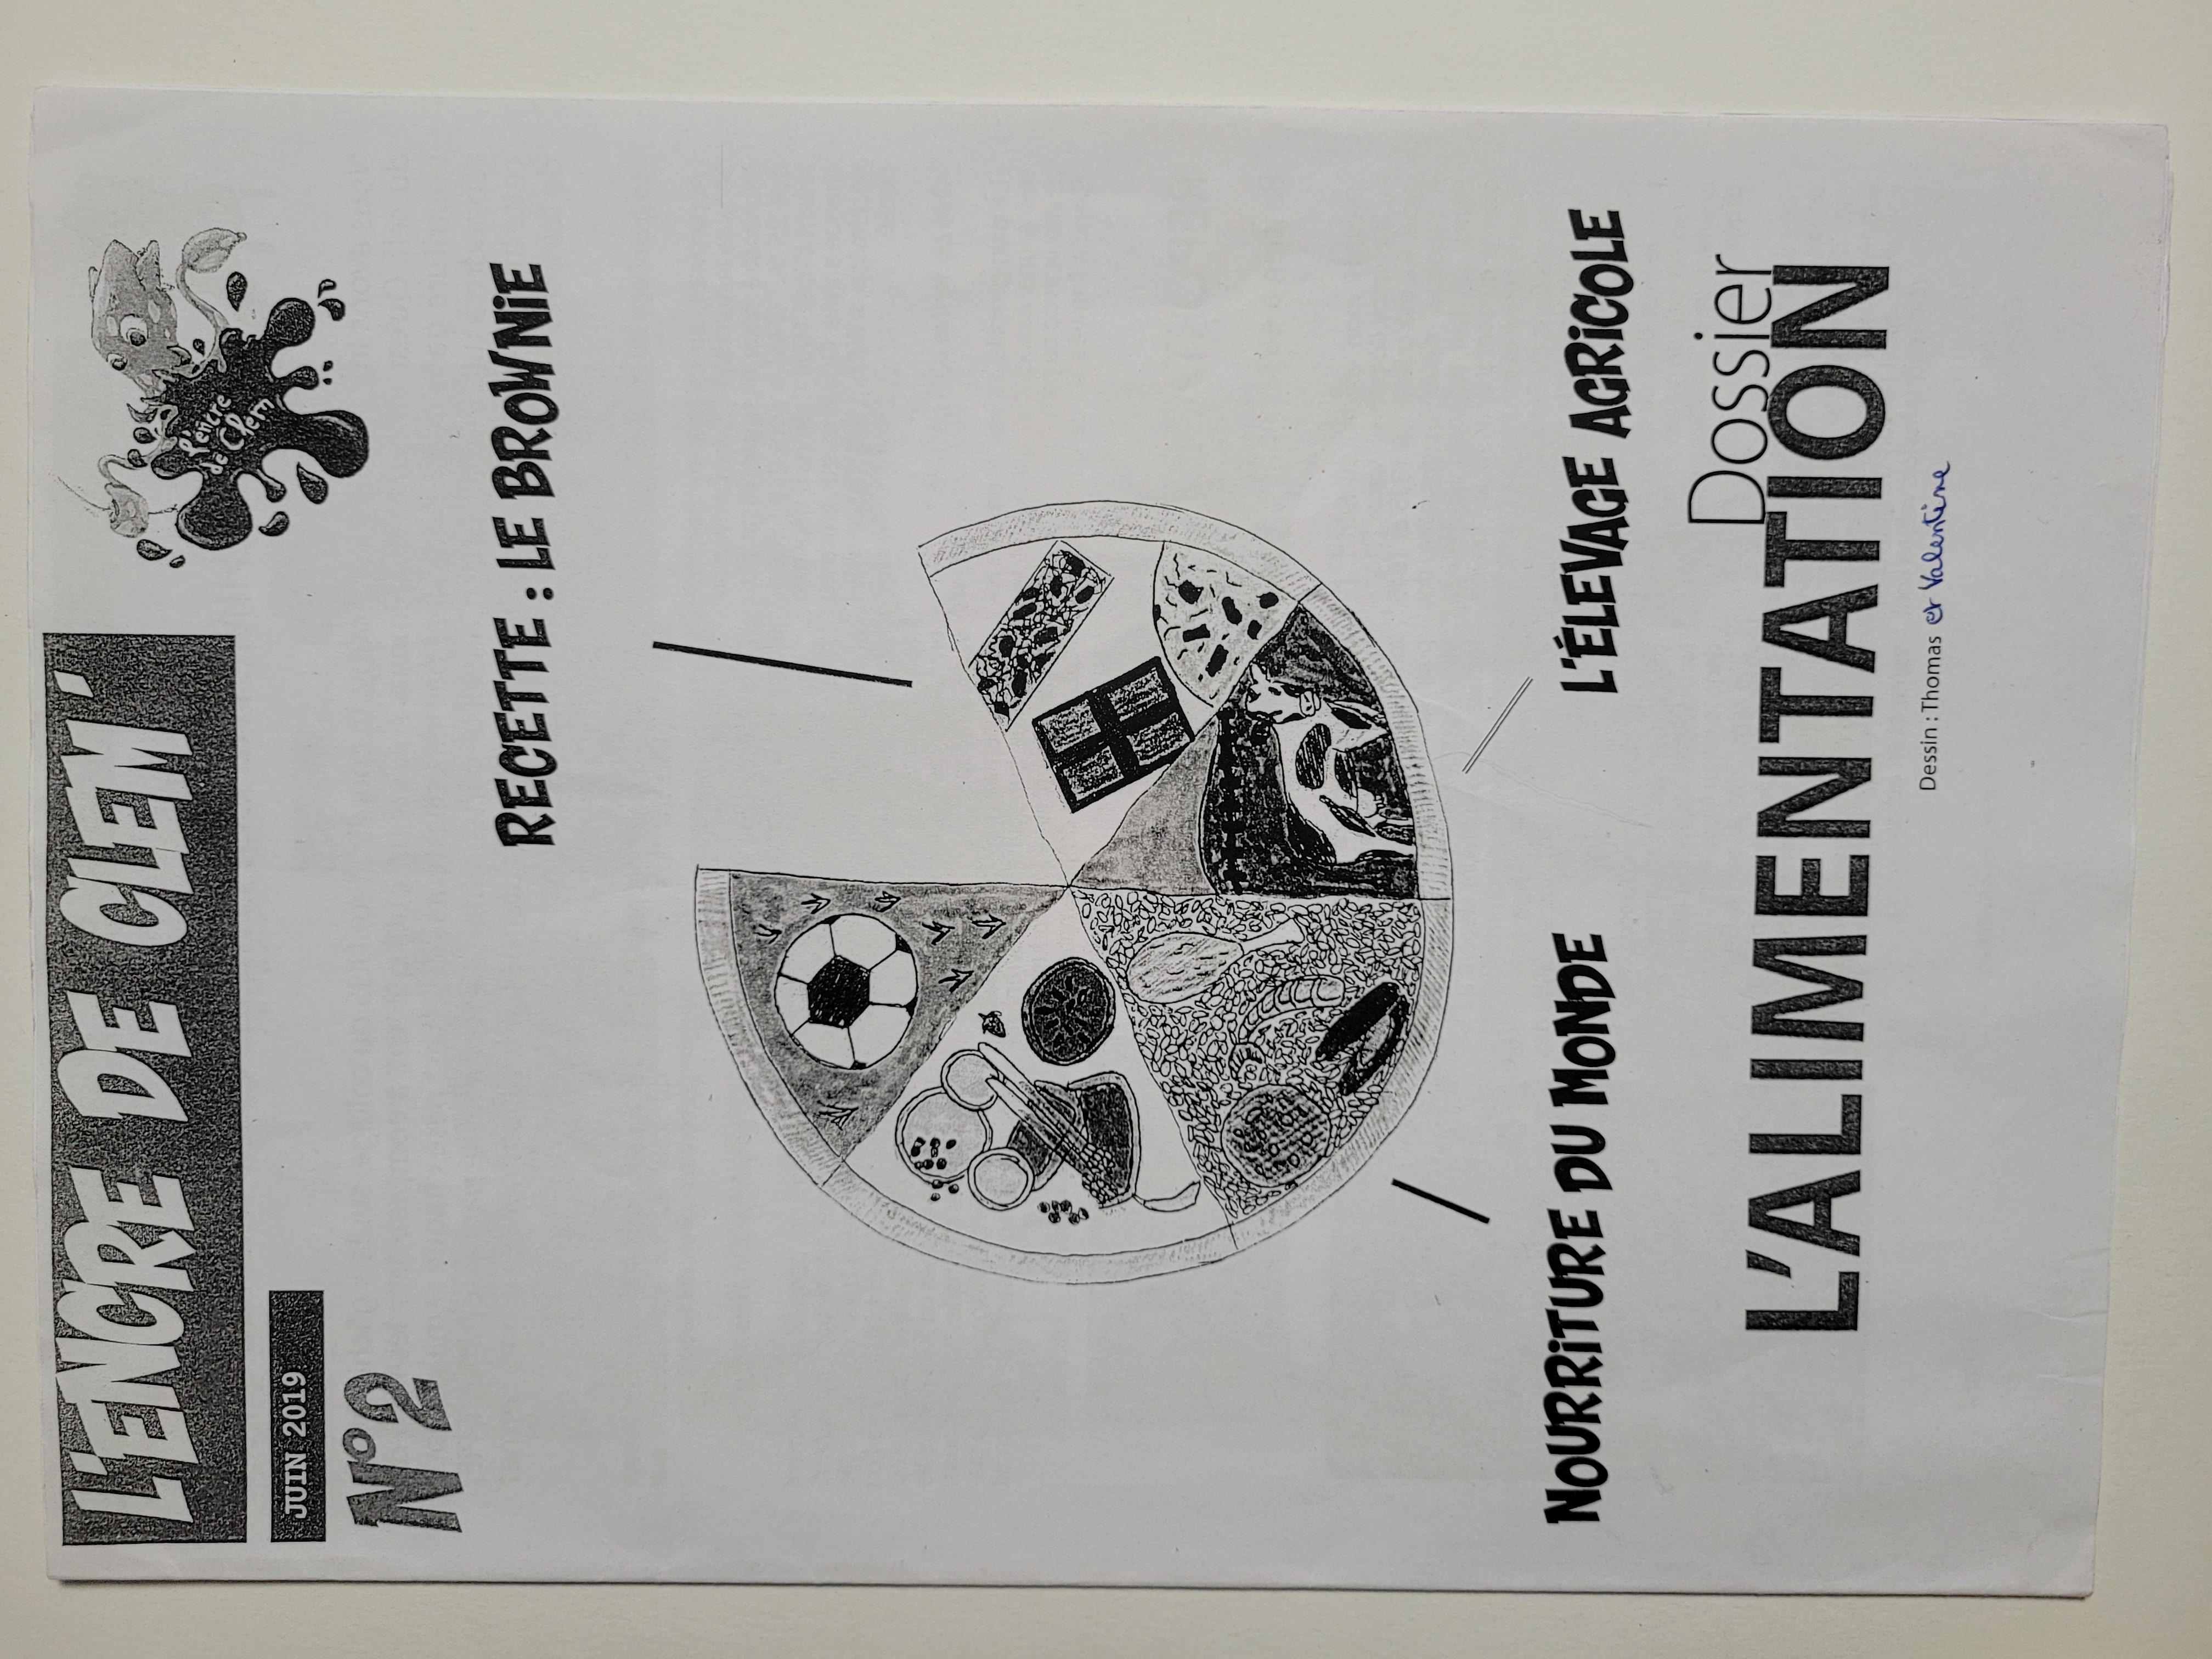 L'ENCRE DE CLEM'
l'encre
de Clem'
JUIN 2019
N°2
RECETTE : LE BROWNiE
NOURRiTURE DU MONDE
L'ÉLEVAGE AGRiCOLE
Dossier
L'ALIMENTATION
Dessin : Thomas et Valentine